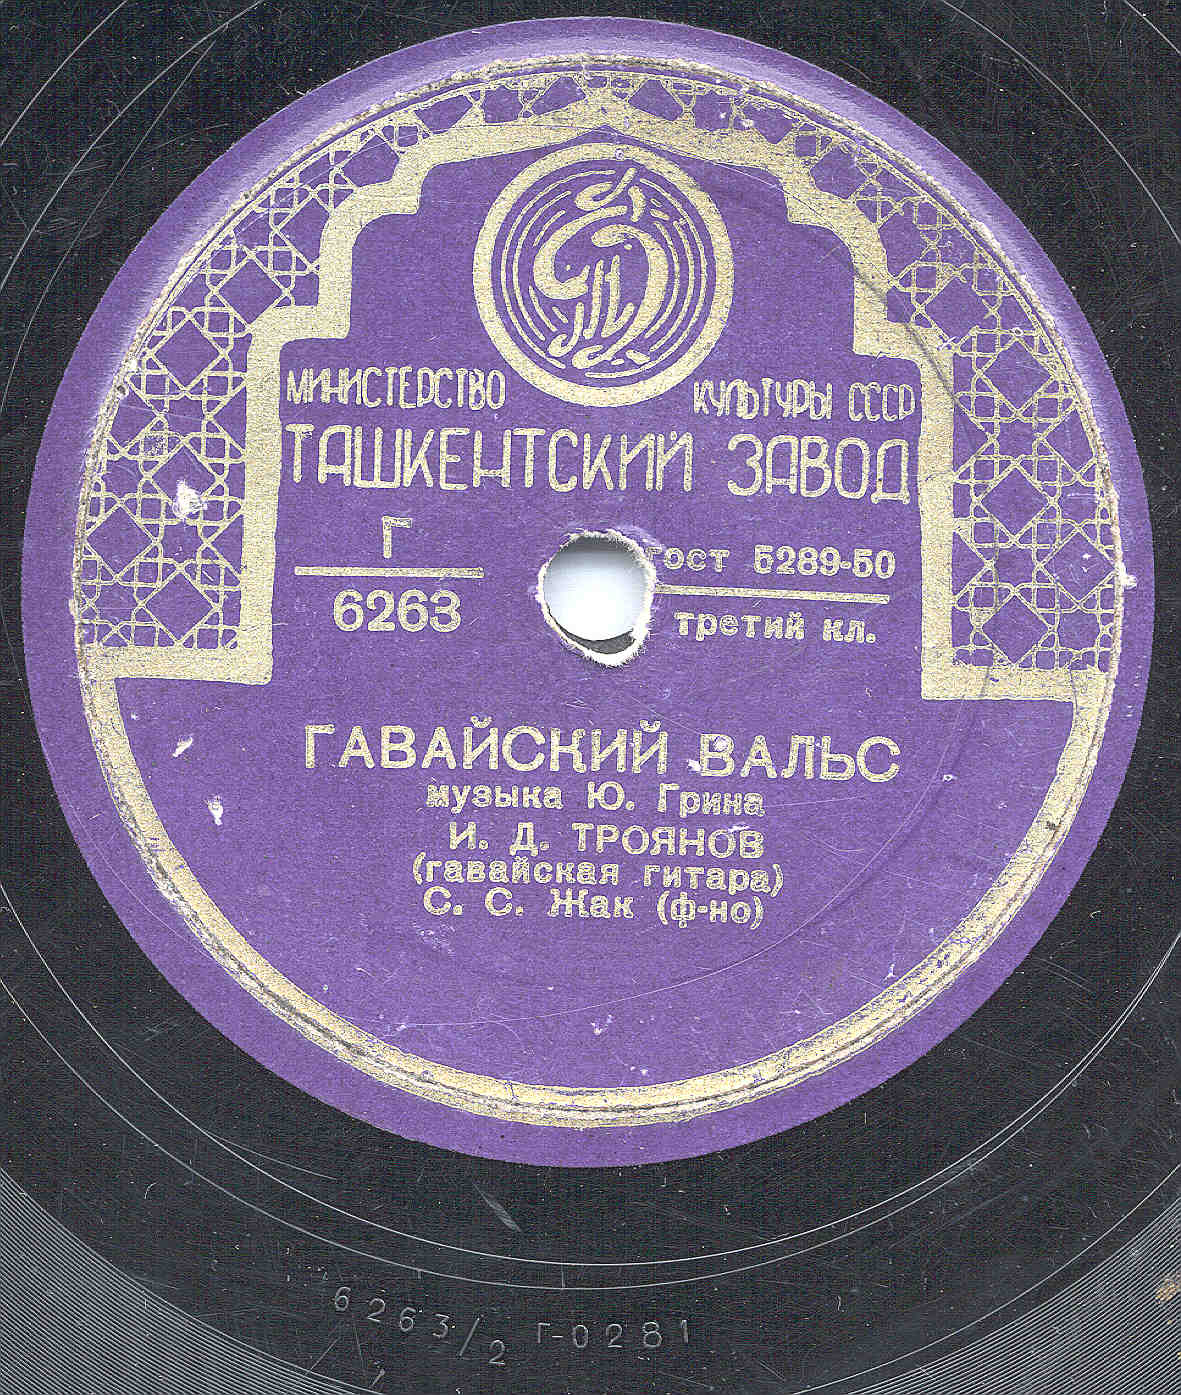 МИНИСТЕРСТВО КУЛЬТУРЫ СССР
ТАШКЕНТСКИЙ ЗАВОД
Г
6263
ГОСТ 5289-50
третий кл.
ГАВАЙСКИЙ ВАЛЬС
музыка Ю. Грина
И. Д. ТРОЯНОВ
(гавайская гитара)
С. С. Жак (ф-но)
6263/2 Г-0281